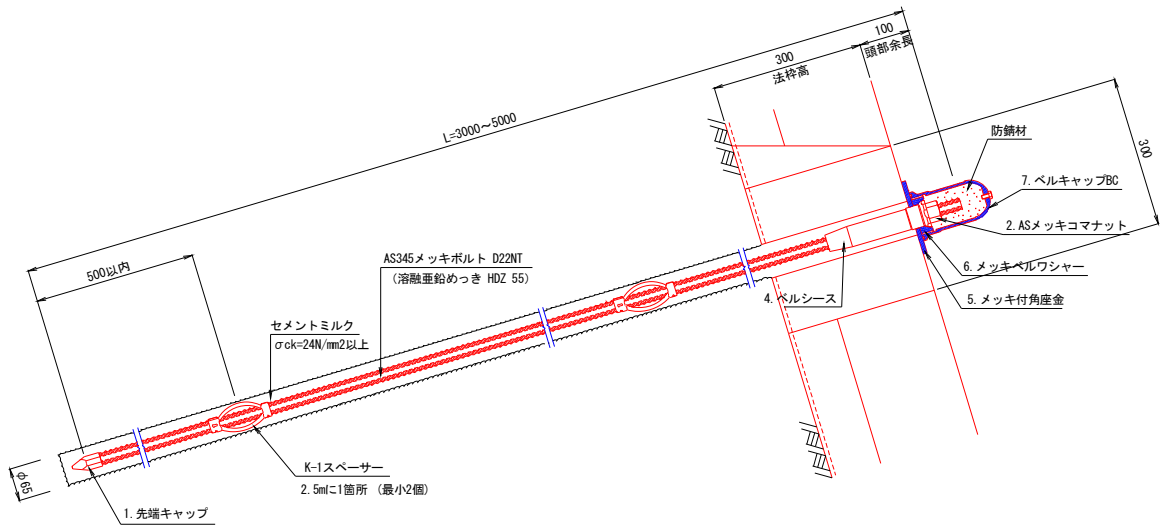 100
頭部余長
300
法枠高
L=3000～5000
防錆材
300
7.ベルキャップBC
2.ASメッキコマナット
500以内
AS345メッキボルト D22NT
（溶融亜鉛めっき HDZ 55）
6.メッキベルワシャー
4.ベルシース
5.メッキ付角座金
セメントミルク
σck=24N/mm2以上
K-1スペーサー
2.5mに1箇所 （最小2個）
φ65
1.先端キャップ